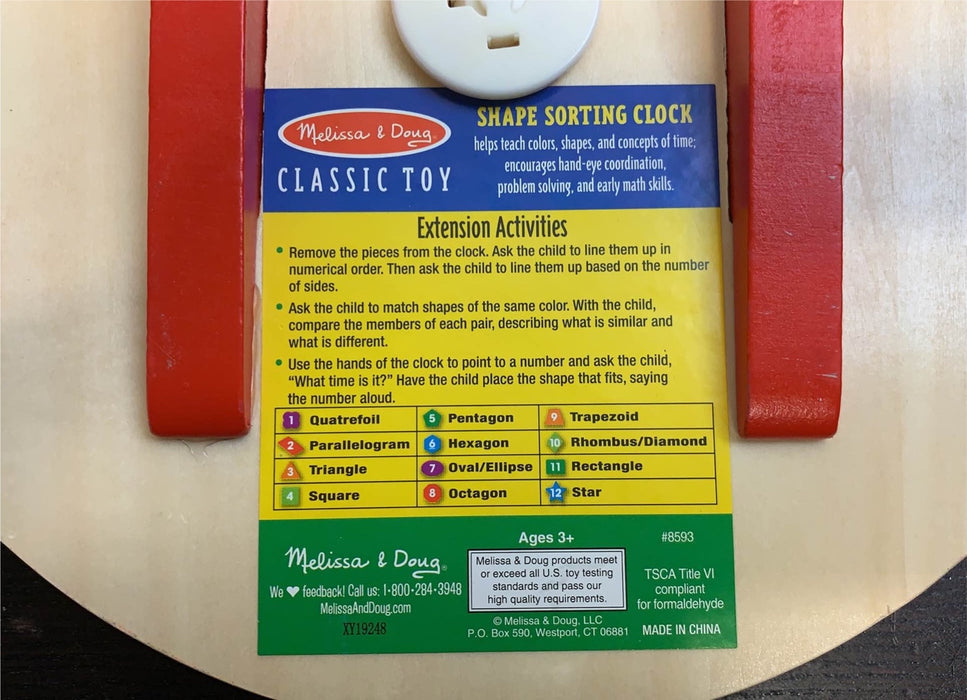 Melissa & Doug
CLASSIC TOY
SHAPE SORTING CLOCK
helps teach colors, shapes, and concepts of time;
encourages hand-eye coordination,
problem solving, and early math skills.
Extension Activities
• Remove the pieces from the clock. Ask the child to line them up in
numerical order. Then ask the child to line them up based on the number
of sides.
• Ask the child to match shapes of the same color. With the child,
compare the members of each pair, describing what is similar and
what is different.
• Use the hands of the clock to point to a number and ask the child,
“What time is it?” Have the child place the shape that fits, saying
the number aloud.
1 Quatrefoil 5 Pentagon 9 Trapezoid
2 Parallelogram 6 Hexagon 10 Rhombus/Diamond
3 Triangle 7 Oval/Ellipse 11 Rectangle
4 Square 8 Octagon 12 Star
Melissa & Doug®
We ♥ feedback! Call us: 1•800•284•3948
MelissaAndDoug.com
XY19248
Ages 3+
Melissa & Doug products meet
or exceed all U.S. toy testing
standards and pass our
high quality requirements.
© Melissa & Doug, LLC
P.O. Box 590, Westport, CT 06881
#8593
TSCA Title VI
compliant
for formaldehyde
MADE IN CHINA